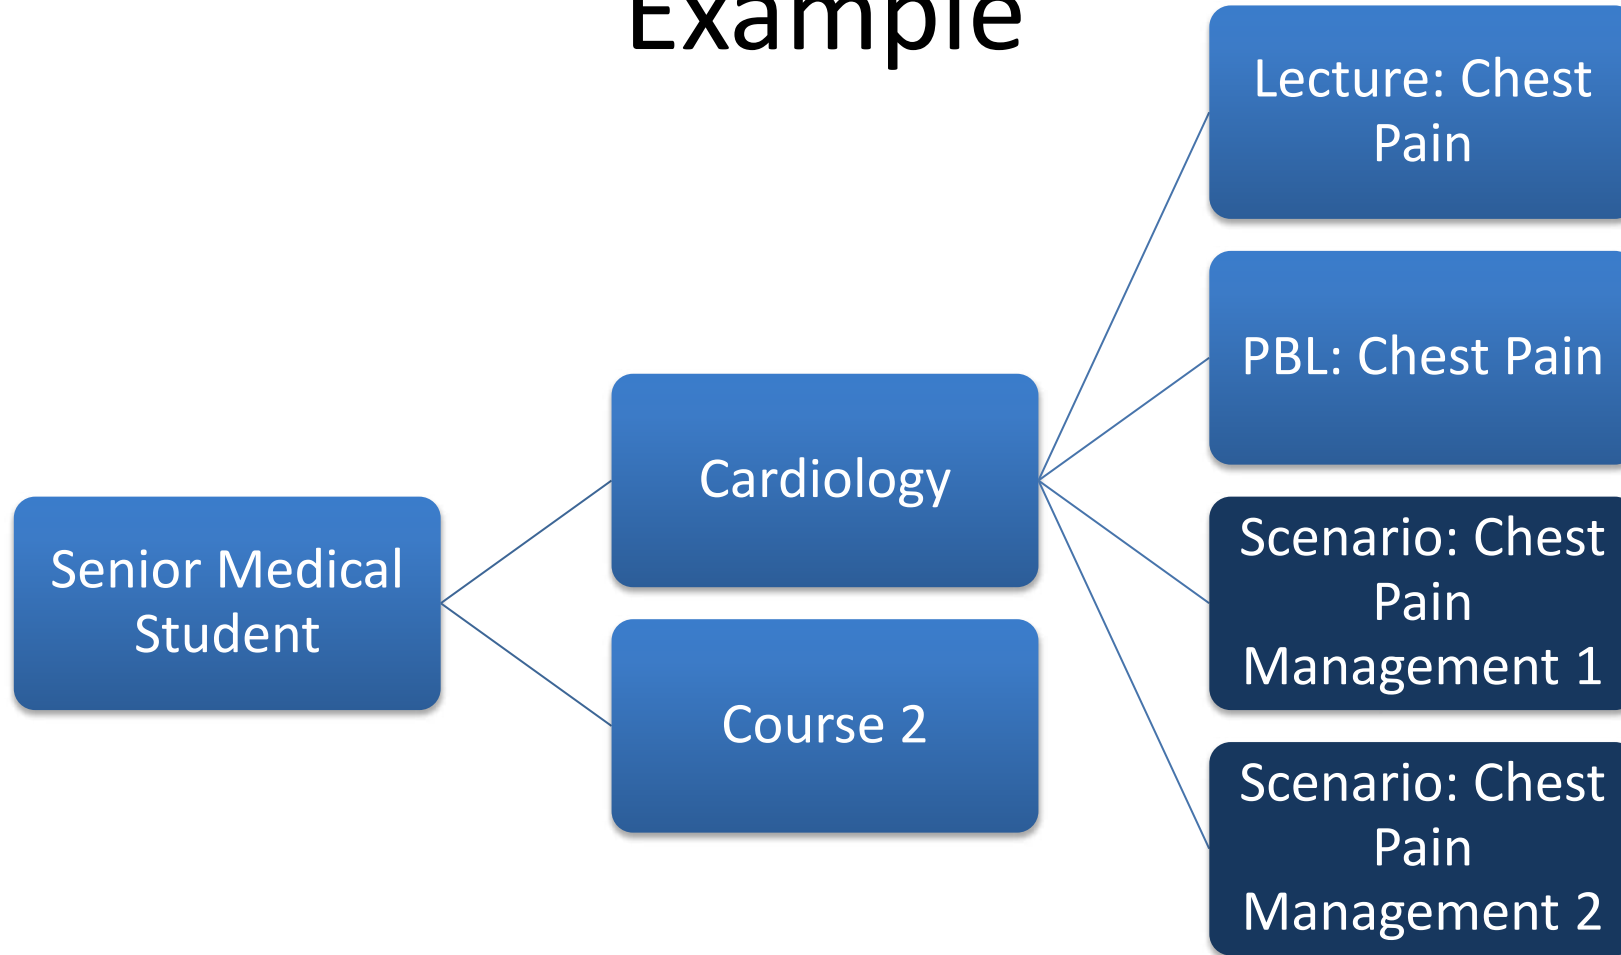 Example
Senior Medical
Student
Cardiology
Course 2
Lecture: Chest
Pain
PBL: Chest Pain
Scenario: Chest
Pain
Management 1
Scenario: Chest
Pain
Management 2